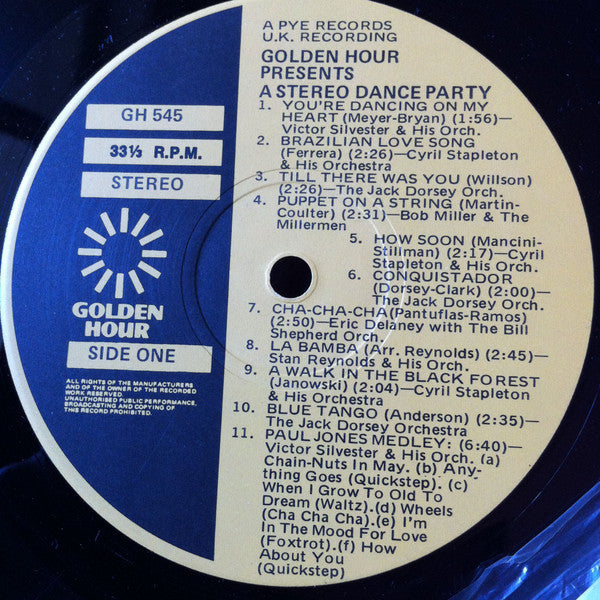 A PYE RECORDS
U.K. RECORDING
GOLDEN HOUR
PRESENTS
A STEREO DANCE PARTY
1. YOU'RE DANCING ON MY
HEART (Meyer-Bryan) (1:56)—
Victor Silvester & His Orch.
2. BRAZILIAN LOVE SONG
(Ferrera) (2:26)—Cyril Stapleton
& His Orchestra
3. TILL THERE WAS YOU (Willson)
(2:26)—The Jack Dorsey Orch.
4. PUPPET ON A STRING (Martin-
Coulter) (2:31)—Bob Miller & The
Millermen
5. HOW SOON (Mancini-
Stillman) (2:17)—Cyril
Stapleton & His Orch.
6. CONQUISTADOR
(Dorsey-Clark) (2:00)—
The Jack Dorsey Orch.
7. CHA-CHA-CHA (Pantuflas-Ramos)
(2:50)—Eric Delaney with The Bill
Shepherd Orch.
8. LA BAMBA (Arr. Reynolds) (2:45)—
Stan Reynolds & His Orch.
9. A WALK IN THE BLACK FOREST
(Janowski) (2:04)—Cyril Stapleton
& His Orchestra
10. BLUE TANGO (Anderson) (2:35)—
The Jack Dorsey Orchestra
11. PAUL JONES MEDLEY: (6:40)—
Victor Silvester & His Orch. (a)
Chain-Nuts In May. (b) Any-
thing Goes (Quickstep). (c)
When I Grow To Old To
Dream (Waltz).(d) Wheels
(Cha Cha Cha).(e) I'm
In The Mood For Love
(Foxtrot).(f) How
About You
(Quickstep)
GH 545
33⅓ R.P.M.
STEREO
GOLDEN
HOUR
SIDE ONE
ALL RIGHTS OF THE MANUFACTURERS
AND OF THE OWNER OF THE RECORDED
WORK RESERVED.
UNAUTHORISED PUBLIC PERFORMANCE,
BROADCASTING AND COPYING OF
THIS RECORD PROHIBITED.